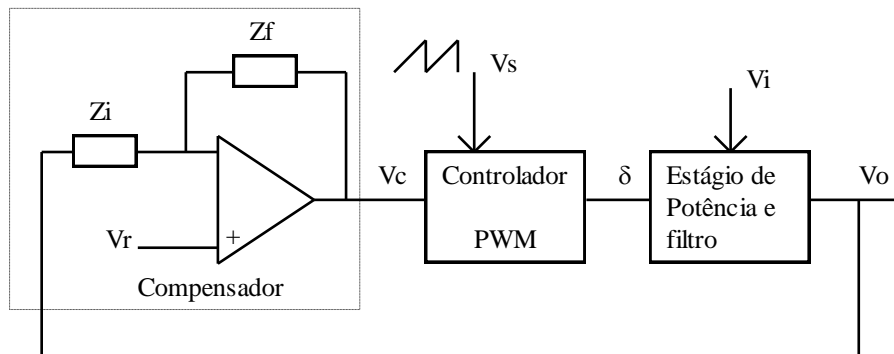 Zf
Zi
Vr
+
Compensador
Vc
Vs
Controlador
PWM
δ
Vi
Estágio de
Potência e
filtro
Vo